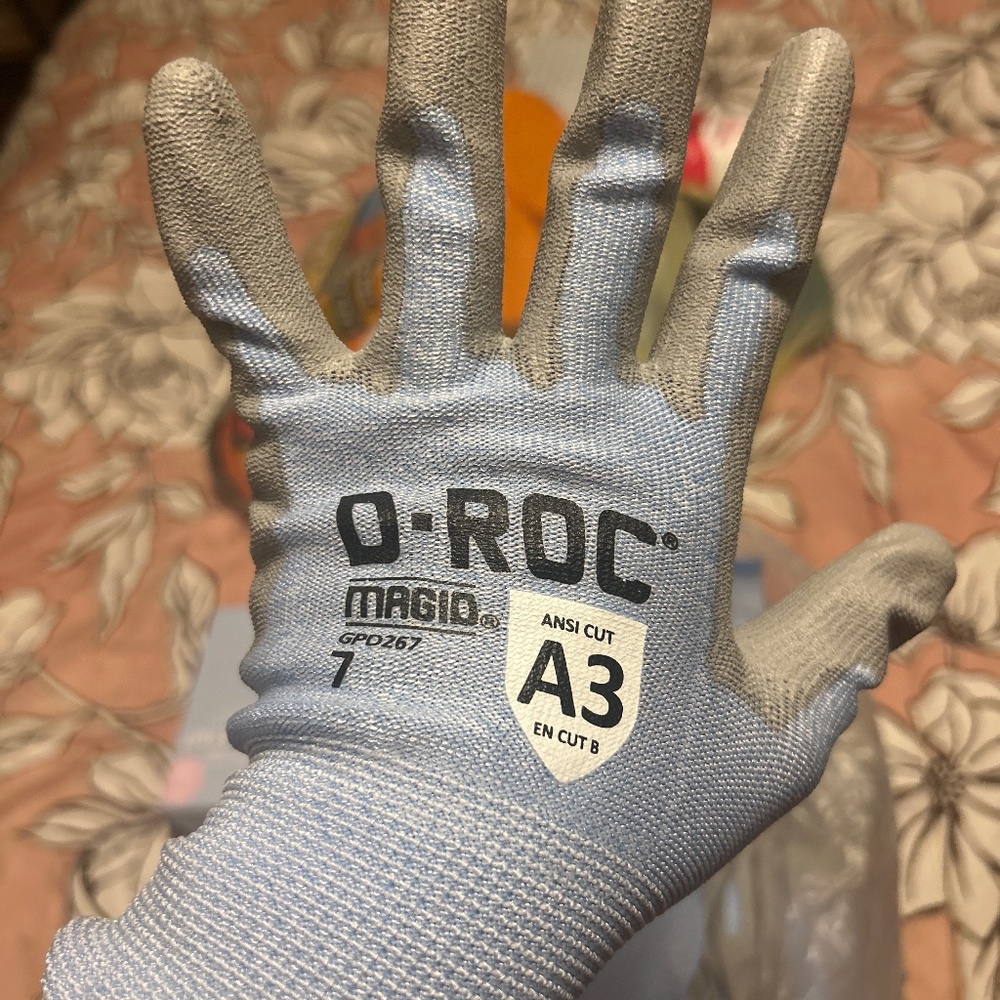 D-ROC®
MAGID®
GPD267
7
ANSI CUT
A3
EN CUT B